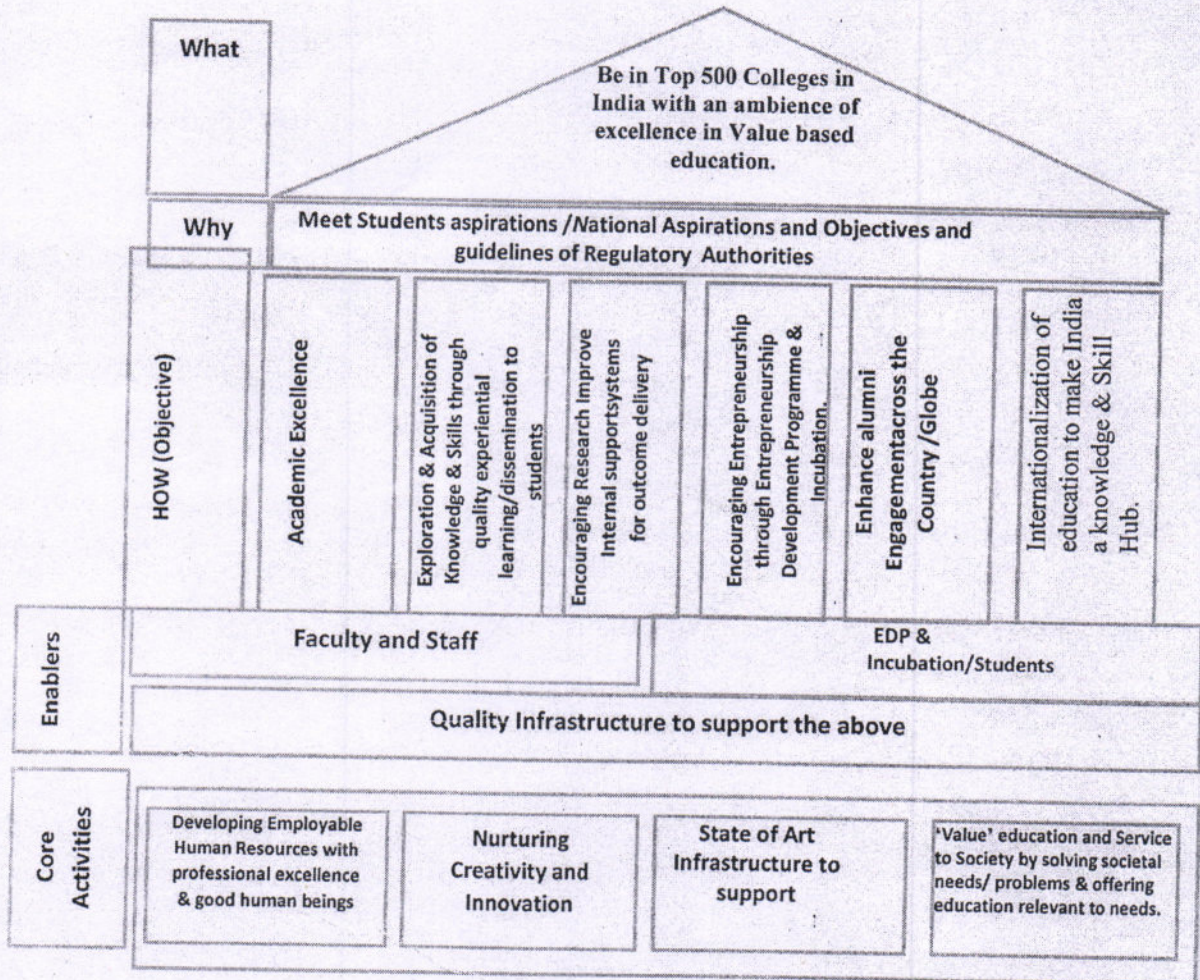 What
Be in Top 500 Colleges in
India with an ambience of
excellence in Value based
education.
Why
Meet Students aspirations /National Aspirations and Objectives and
guidelines of Regulatory Authorities
HOW (Objective)
Academic Excellence
Exploration & Acquisition of
Knowledge & Skills through
quality experiential
learning/dissemination to
students
Encouraging Research Improve
Internal supportsystems
for outcome delivery
Encouraging Entrepreneurship
through Entrepreneurship
Development Programme &
Incubation
Enhance alumni
Engagementacross the
Country /Globe
Internationalization of
education to make India
a knowledge & Skill
Hub.
Enablers
Faculty and Staff
EDP &
Incubation/Students
Quality Infrastructure to support the above
Core
Activities
Developing Employable
Human Resources with
professional excellence
& good human beings
Nurturing
Creativity and
Innovation
State of Art
Infrastructure to
support
'Value' education and Service
to Society by solving societal
needs/ problems & offering
education relevant to needs.